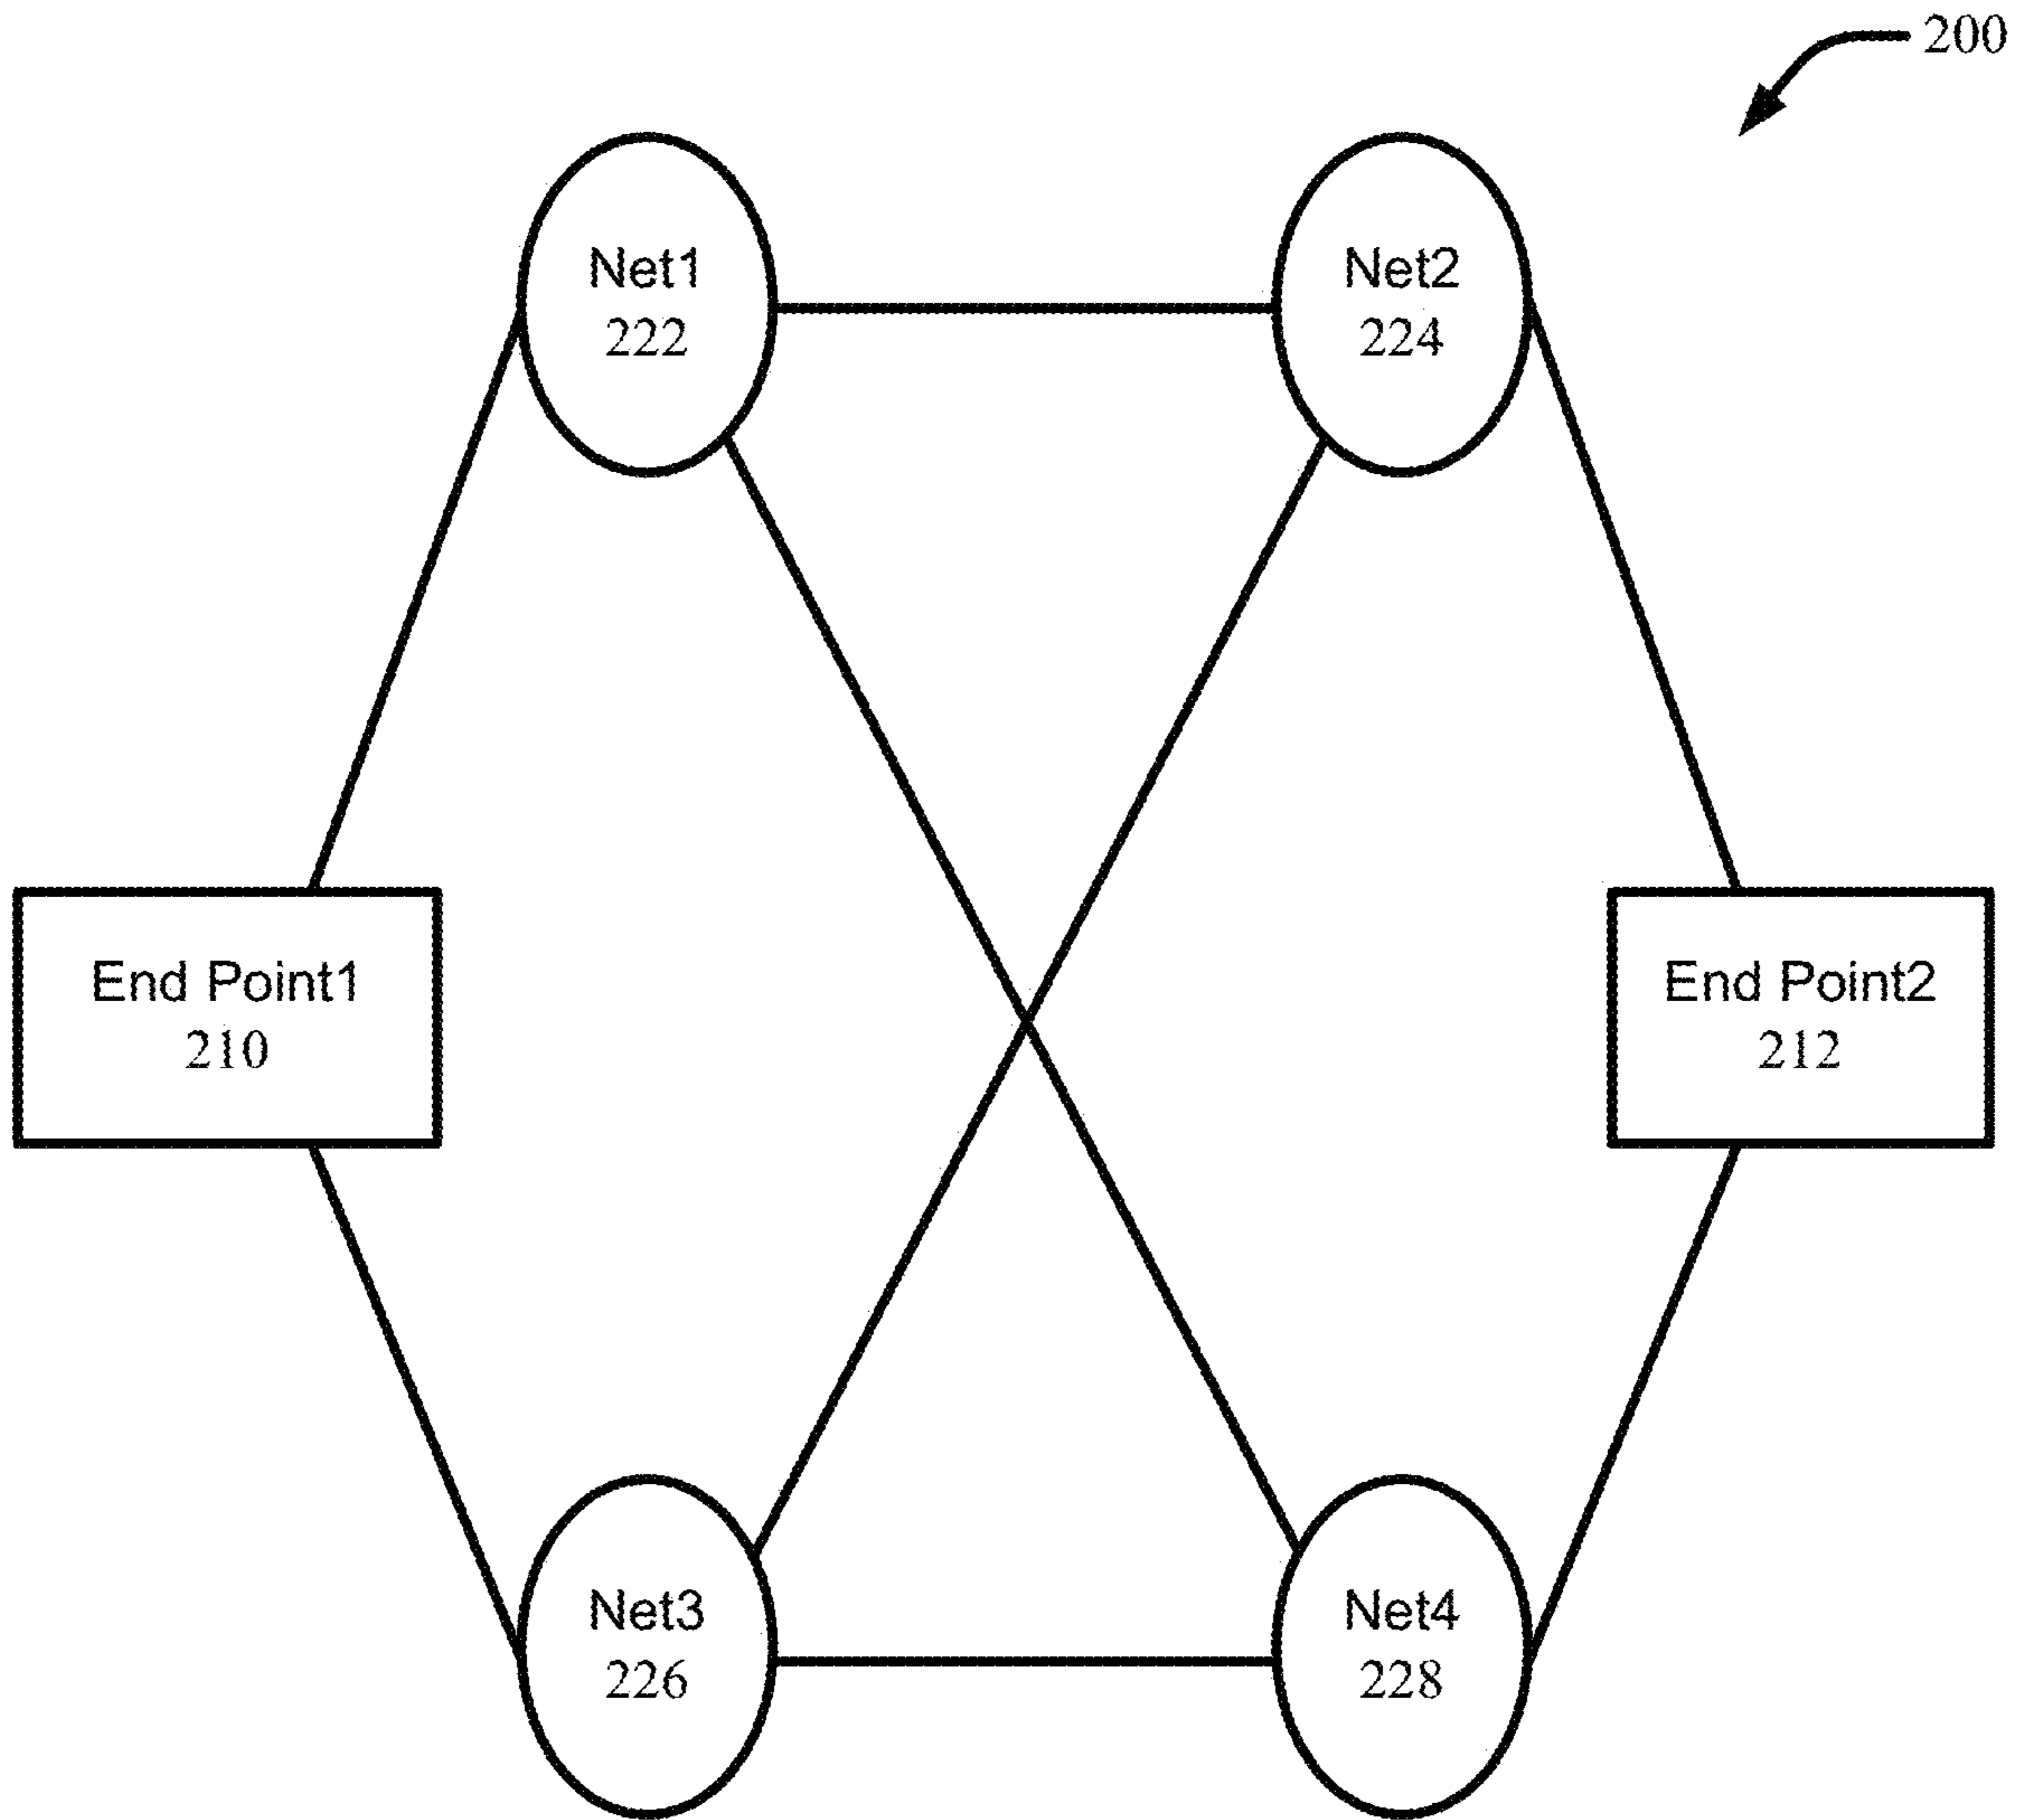 200
Net1
222
Net2
224
End Point1
210
End Point2
212
Net3
226
Net4
228